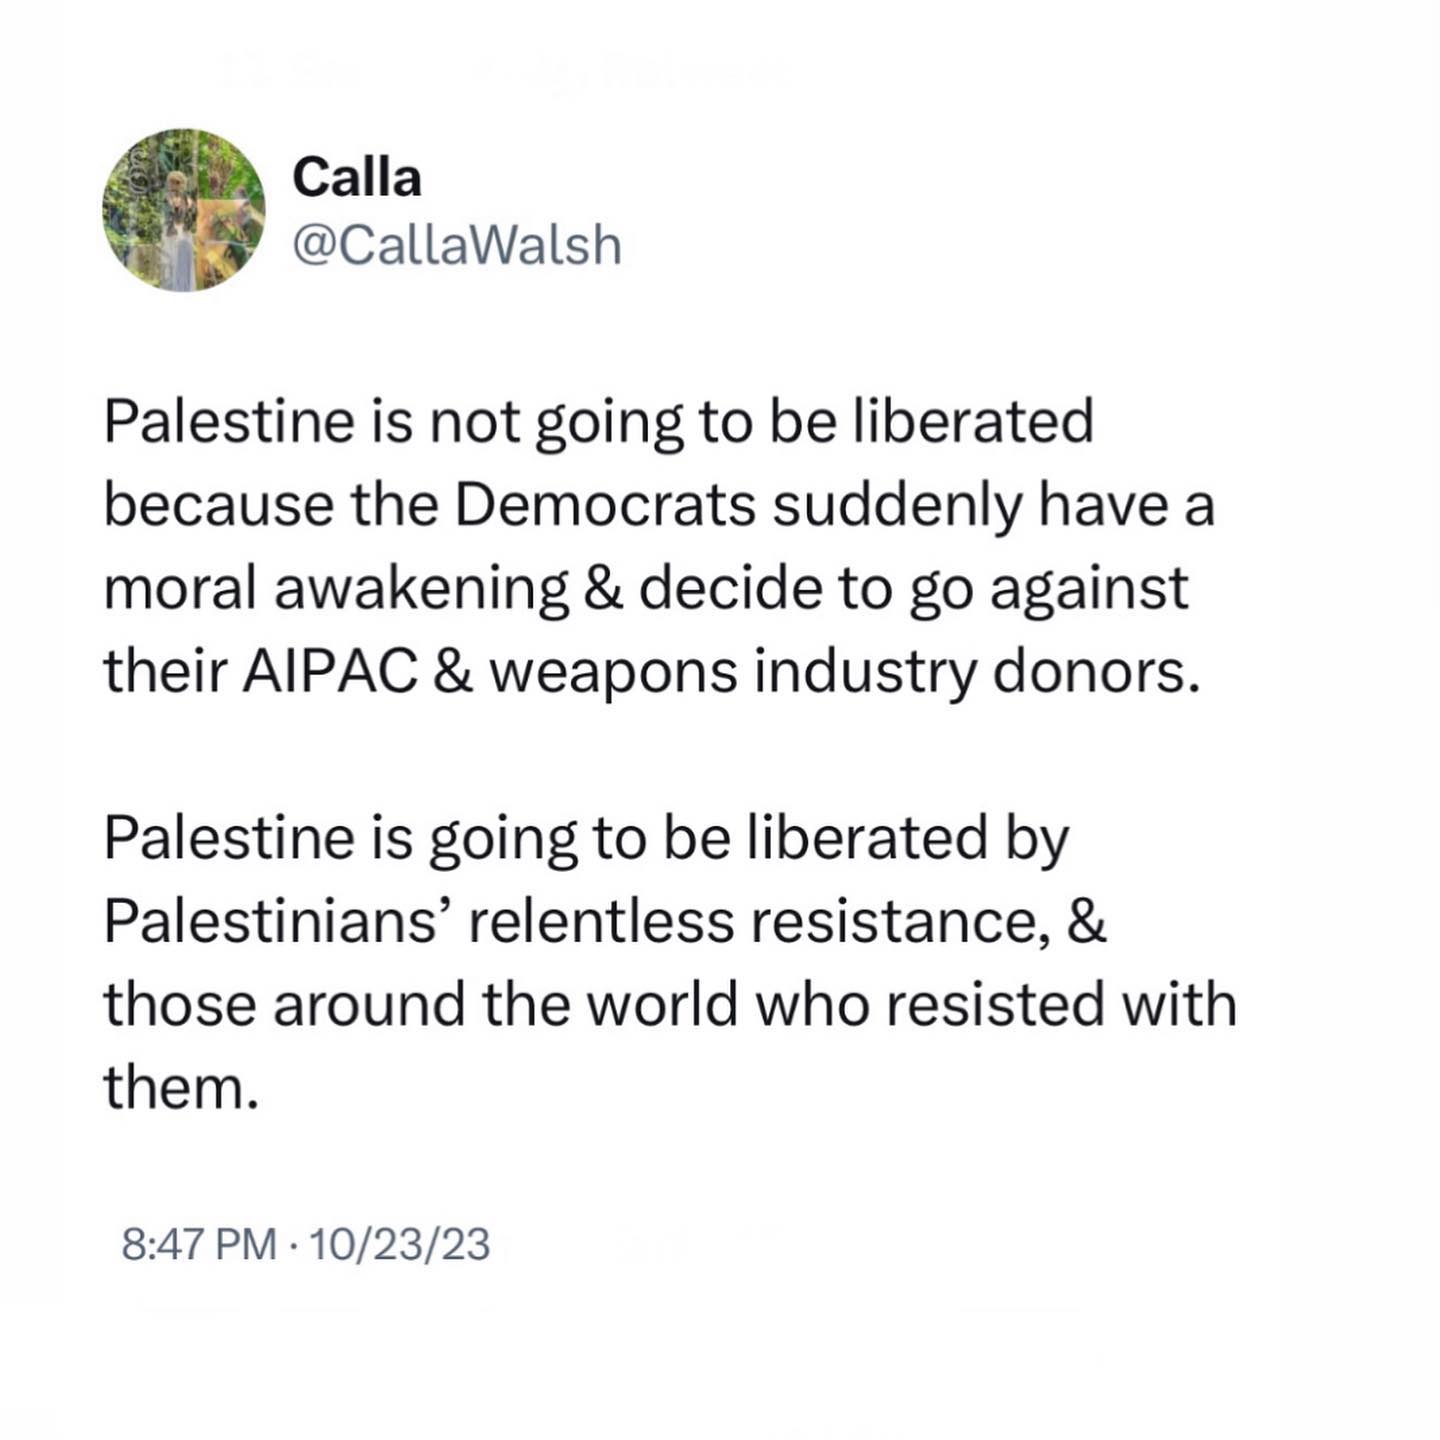 Calla
@CallaWalsh
Palestine is not going to be liberated
because the Democrats suddenly have a
moral awakening & decide to go against
their AIPAC & weapons industry donors.
Palestine is going to be liberated by
Palestinians’ relentless resistance, &
those around the world who resisted with
them.
8:47 PM · 10/23/23